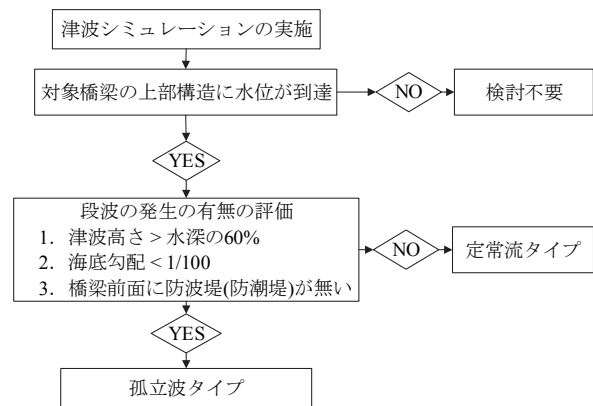 津波シミュレーションの実施
対象橋梁の上部構造に水位が到達
NO
検討不要
YES
段波の発生の有無の評価
1. 津波高さ > 水深の60%
2. 海底勾配 < 1/100
3. 橋梁前面に防波堤(防潮堤)が無い
NO
定常流タイプ
YES
孤立波タイプ